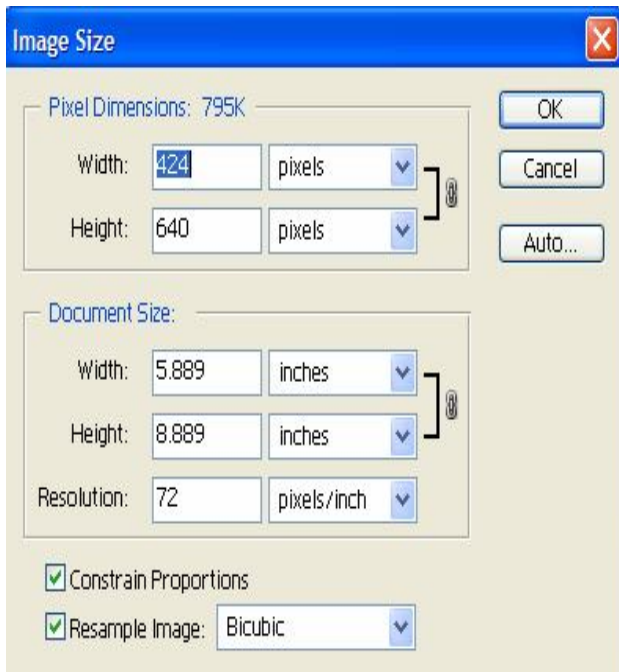 Image Size
Pixel Dimensions: 795K
OK
Width: 424 pixels
Cancel
Height: 640 pixels
Auto...
Document Size:
Width: 5.889 inches
Height: 8.889 inches
Resolution: 72 pixels/inch
Constrain Proportions
Resample Image: Bicubic